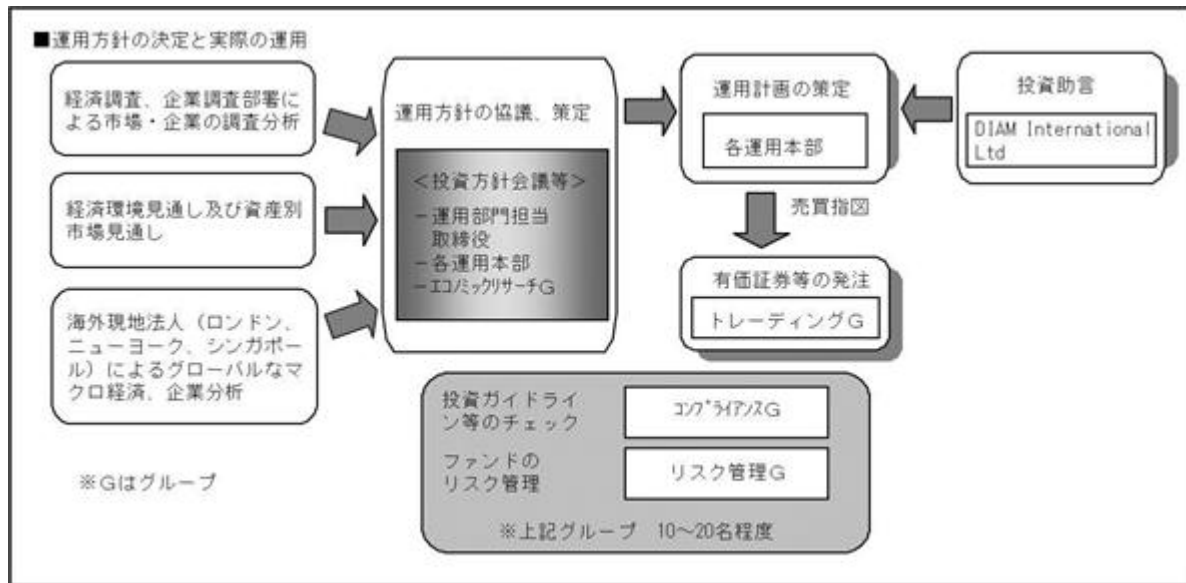 ■運用方針の決定と実際の運用
経済調査、企業調査部署に
よる市場・企業の調査分析
経済環境見通し及び資産別
市場見通し
海外現地法人（ロンドン、
ニューヨーク、シンガポー
ル）によるグローバルなマ
クロ経済、企業分析
※Gはグループ
運用方針の協議、策定
＜投資方針会議等＞
－運用部門担当
取締役
－各運用本部
－ｴｺﾉﾐｯｸﾘｻｰﾁG
運用計画の策定
各運用本部
投資助言
DIAM International
Ltd
売買指図
有価証券等の発注
トレーディングG
投資ガイドライ
ン等のチェック
ｺﾝﾌﾟﾗｲｱﾝｽG
ファンドの
リスク管理
リスク管理G
※上記グループ　10～20名程度